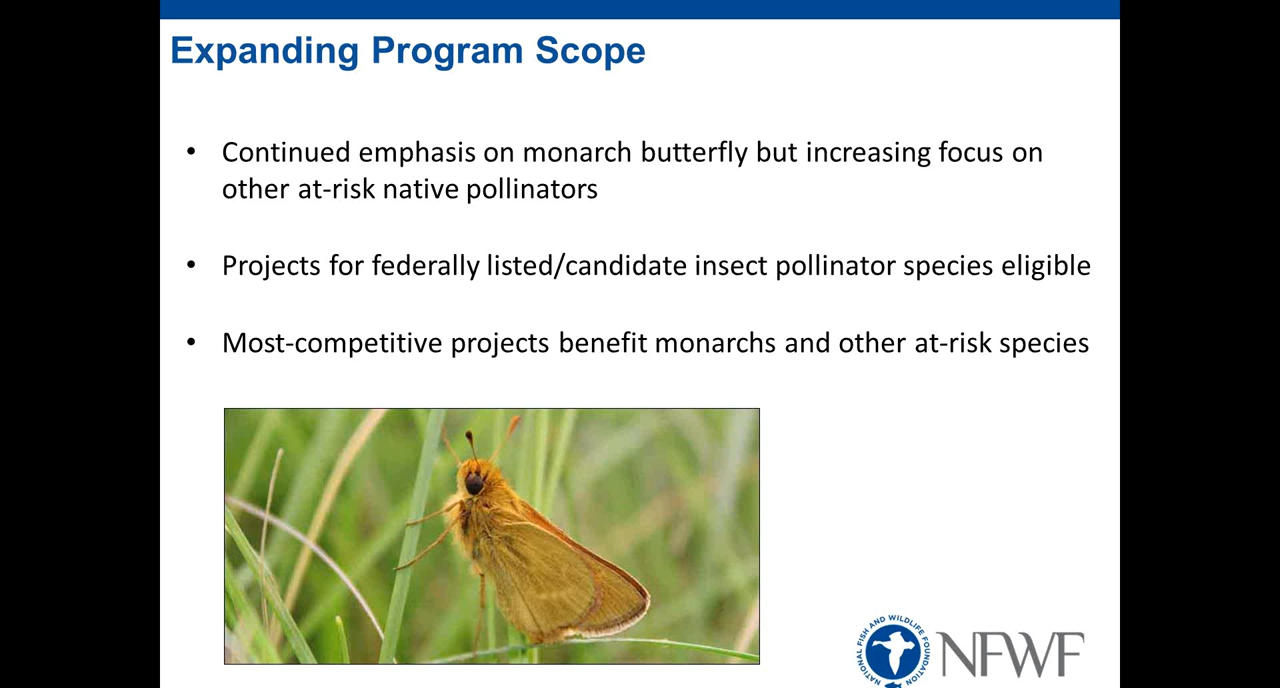 Expanding Program Scope
• Continued emphasis on monarch butterfly but increasing focus on
other at-risk native pollinators
• Projects for federally listed/candidate insect pollinator species eligible
• Most-competitive projects benefit monarchs and other at-risk species
NATIONAL FISH AND WILDLIFE FOUNDATION
NFWF